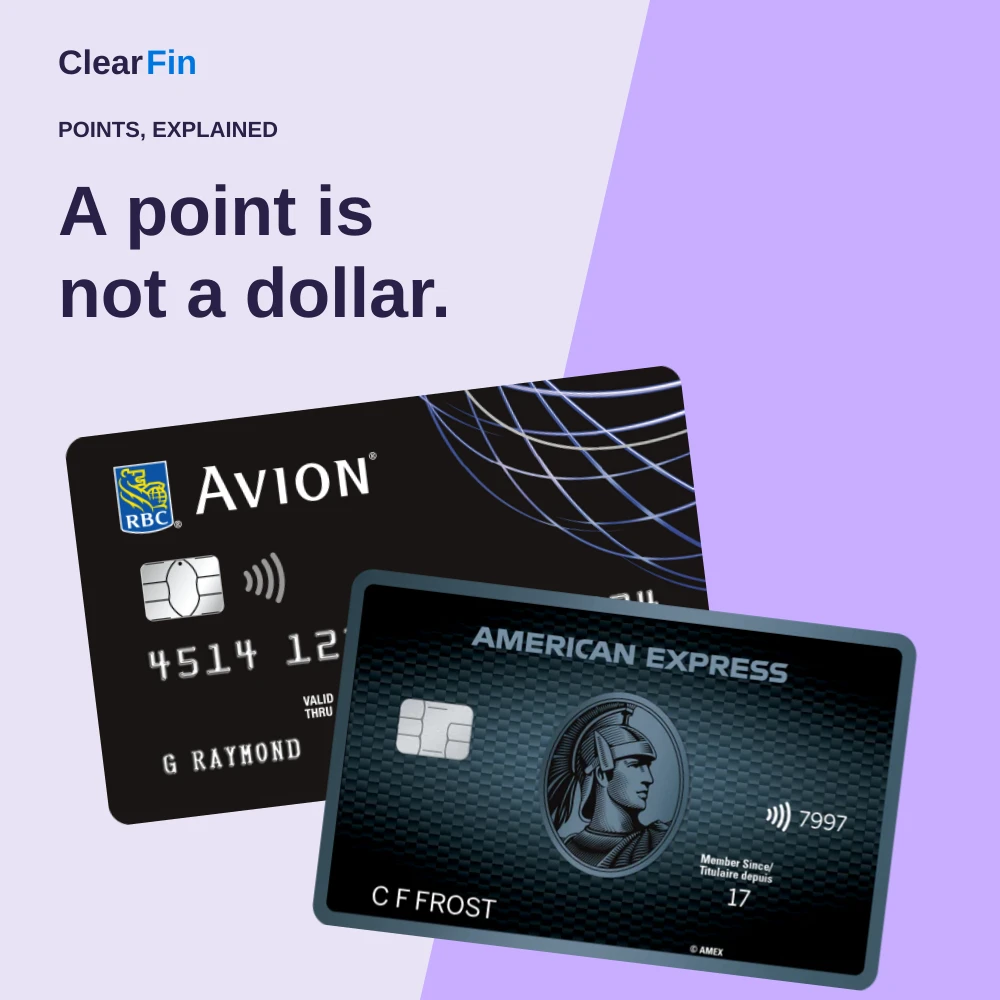 ClearFin
POINTS, EXPLAINED
A point is
not a dollar.
RBC
®
AVION®
4514 12
VALID
THRU
G RAYMOND
AMERICAN EXPRESS
7997
Member Since/
Titulaire depuis
17
C F FROST
© AMEX